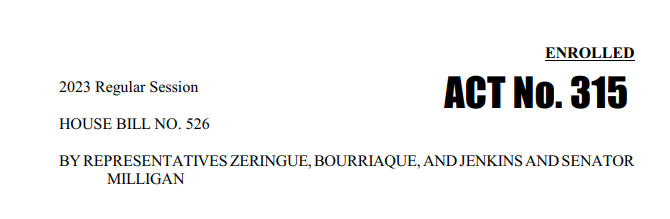 ENROLLED
2023 Regular Session
ACT No. 315
HOUSE BILL NO. 526
BY REPRESENTATIVES ZERINGUE, BOURRIAQUE, AND JENKINS AND SENATOR
MILLIGAN